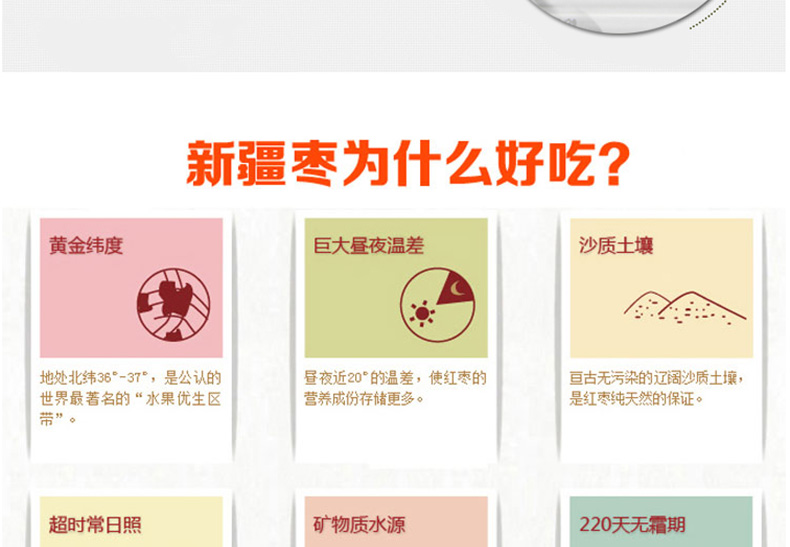 新疆枣为什么好吃?
黄金纬度
地处北纬36°-37°，是公认的
世界最著名的“水果优生区
带”。
巨大昼夜温差
昼夜近20°的温差，使红枣的
营养成份存储更多。
沙质土壤
亘古无污染的辽阔沙质土壤，
是红枣纯天然的保证。
超时常日照
矿物质水源
220天无霜期